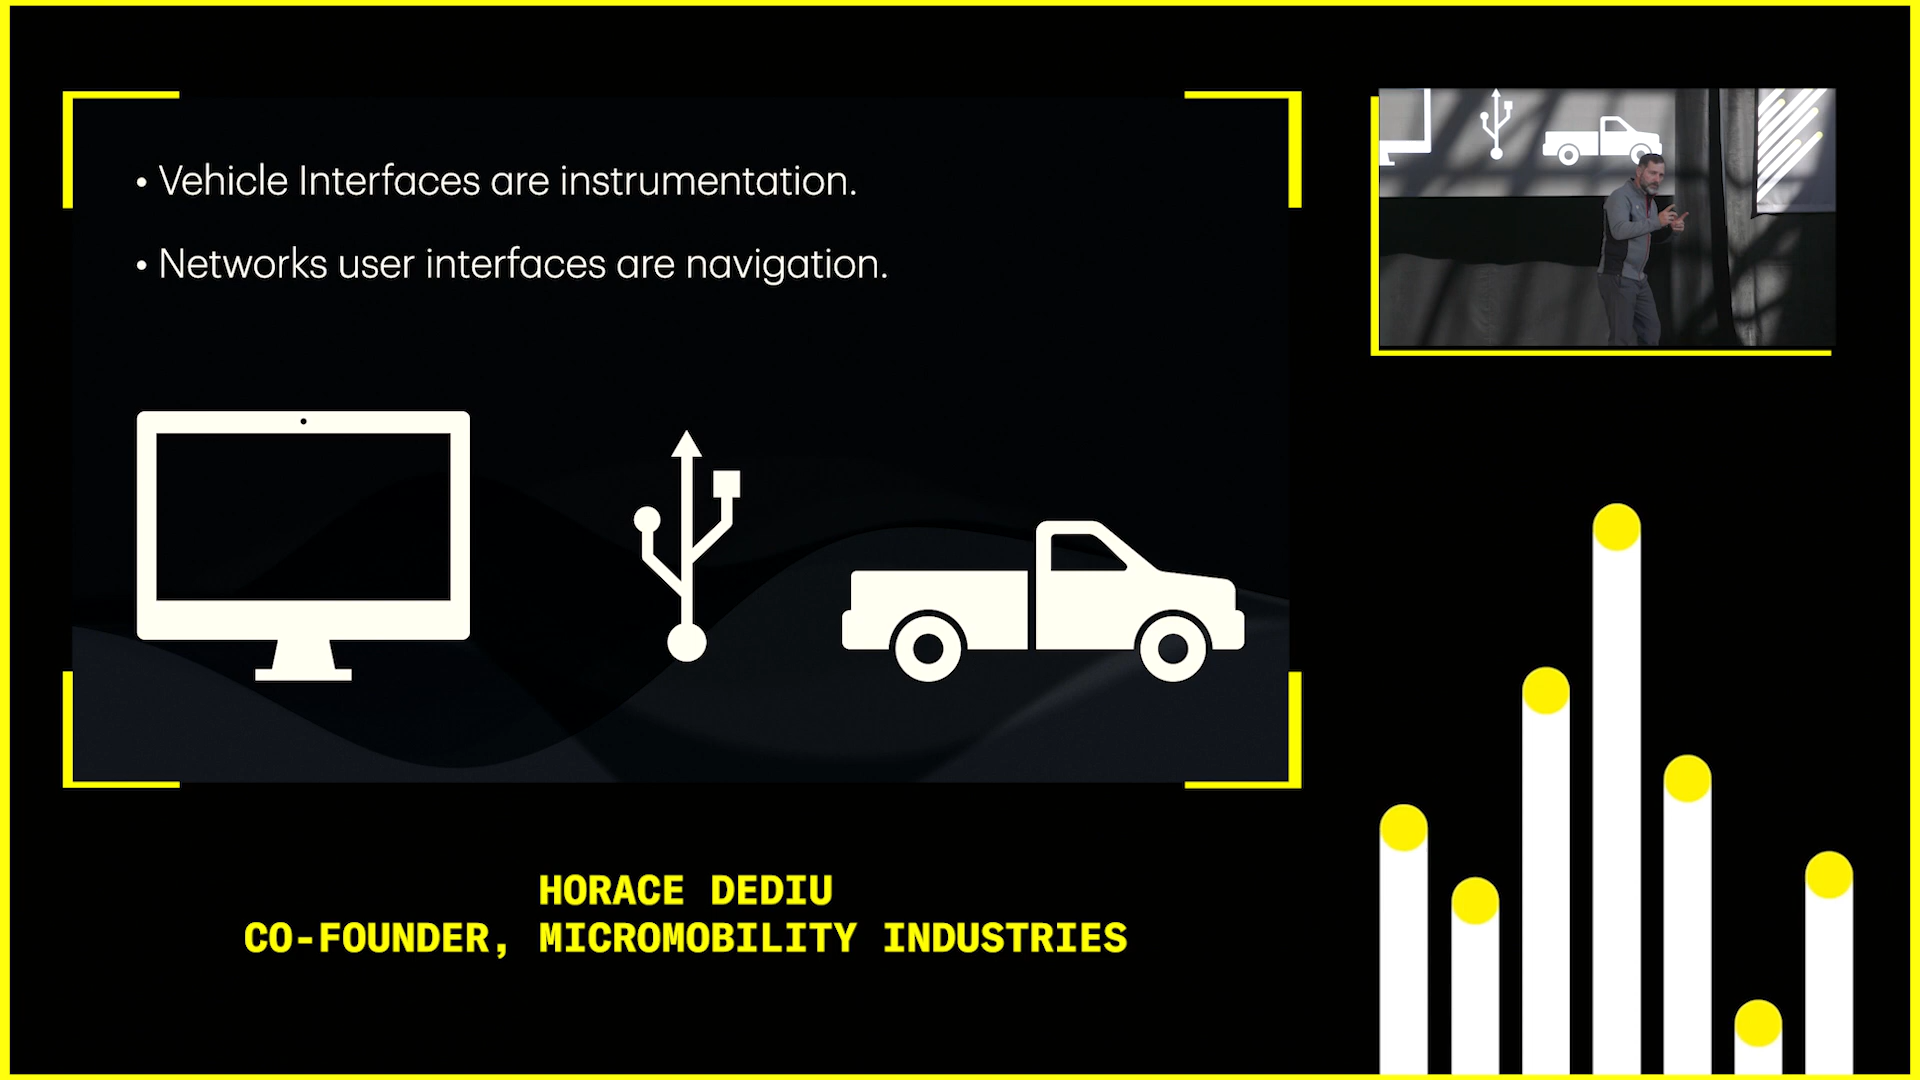 • Vehicle Interfaces are instrumentation.
• Networks user interfaces are navigation.
HORACE DEDIU
CO-FOUNDER, MICROMOBILITY INDUSTRIES